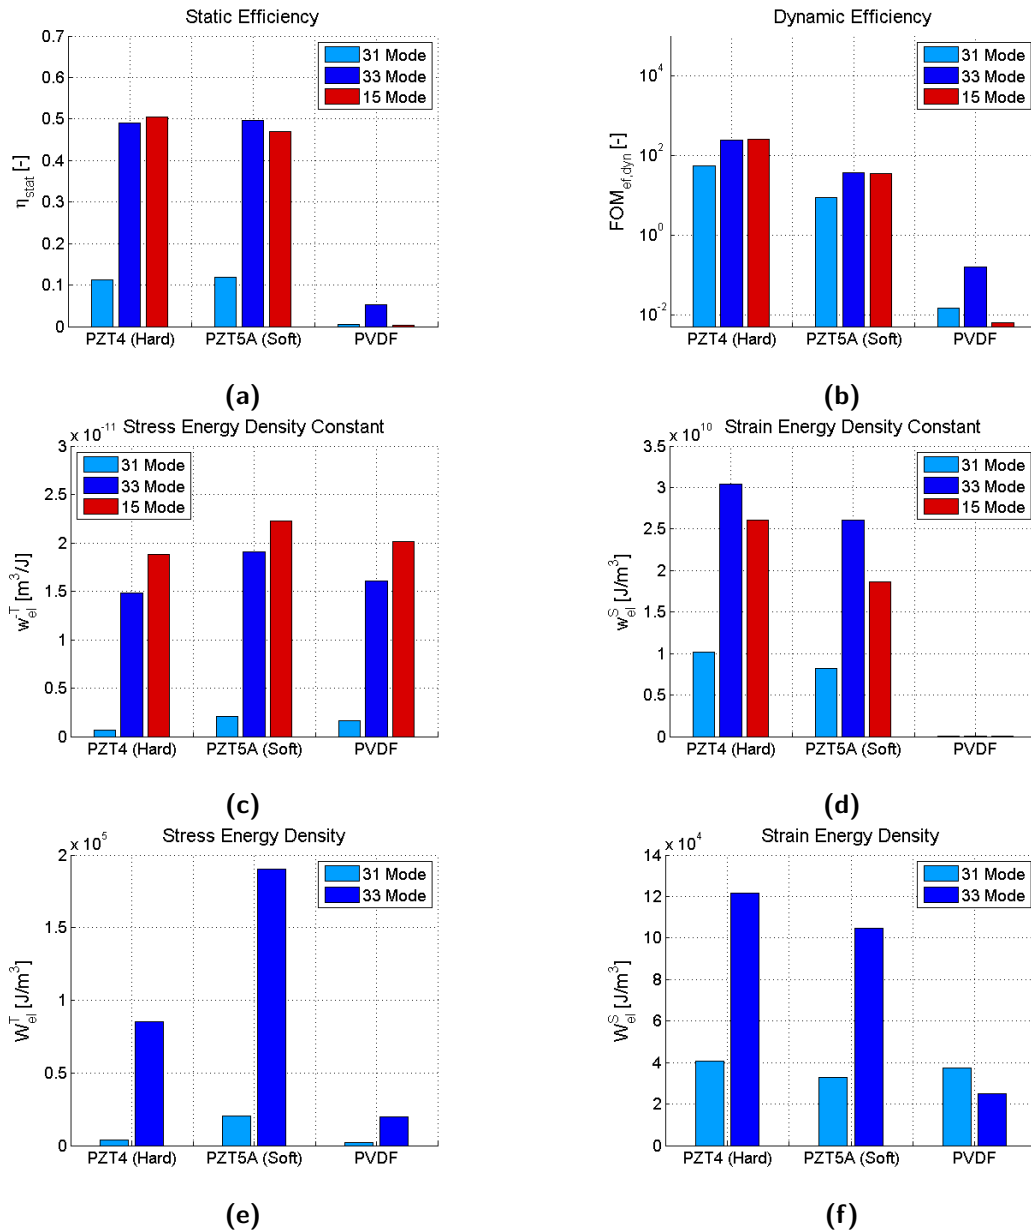 Static Efficiency
0.7
0.6
0.5
0.4
0.3
0.2
0.1
0
η_stat [-]
31 Mode
33 Mode
15 Mode
PZT4 (Hard) PZT5A (Soft) PVDF
(a)
Dynamic Efficiency
10^4
10^2
10^0
10^-2
FOM_ef,dyn [-]
31 Mode
33 Mode
15 Mode
PZT4 (Hard) PZT5A (Soft) PVDF
(b)
Stress Energy Density Constant
x 10^-11
3
2.5
2
1.5
1
0.5
0
w_el^-T [m^3/J]
31 Mode
33 Mode
15 Mode
PZT4 (Hard) PZT5A (Soft) PVDF
(c)
Strain Energy Density Constant
x 10^10
3.5
3.0
2.5
2.0
1.5
1
0.5
0
w_el^S [J/m^3]
31 Mode
33 Mode
15 Mode
PZT4 (Hard) PZT5A (Soft) PVDF
(d)
Stress Energy Density
x 10^5
2
1.5
1
0.5
0
W_el^T [J/m^3]
31 Mode
33 Mode
PZT4 (Hard) PZT5A (Soft) PVDF
(e)
Strain Energy Density
x 10^4
14
12
10
8
6
4
2
0
W_el^S [J/m^3]
31 Mode
33 Mode
PZT4 (Hard) PZT5A (Soft) PVDF
(f)